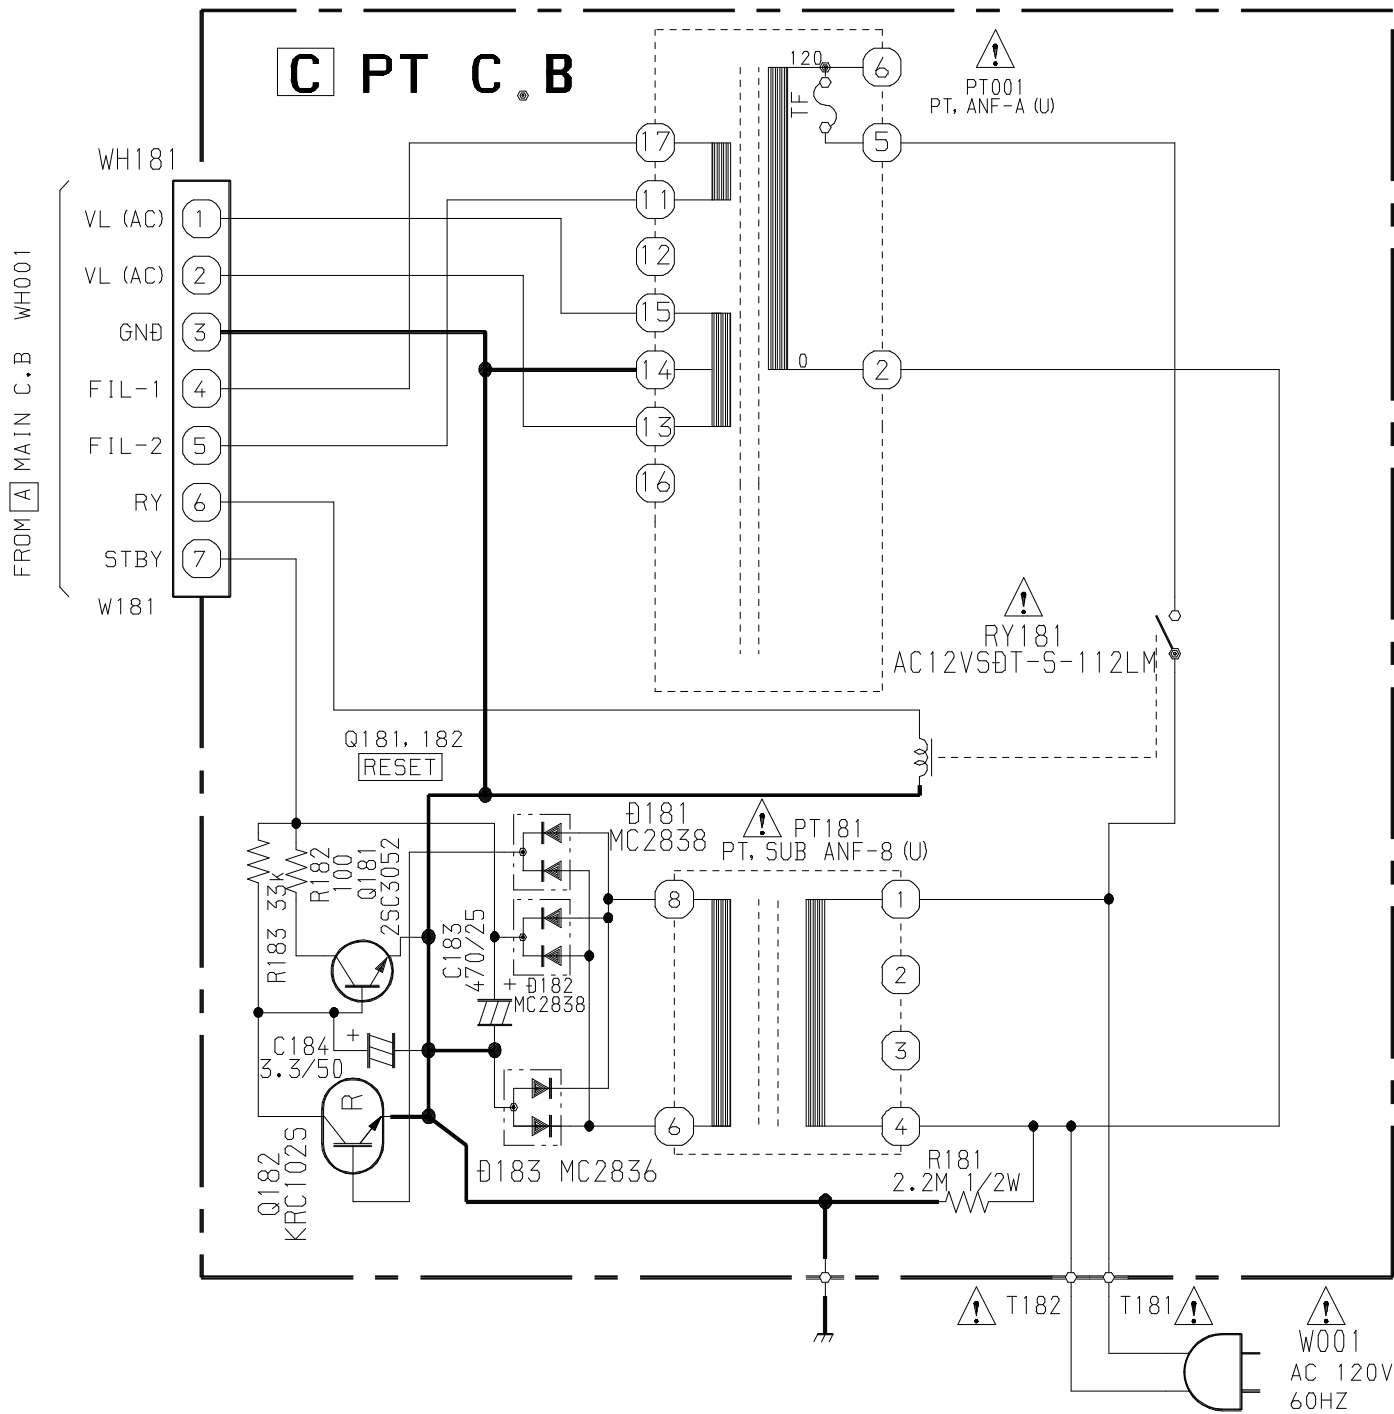 C PT C.B
PT001
PT, ANF-A (U)
120
TF
0
6
5
2
17
11
12
15
14
13
16
WH181
VL (AC) 1
VL (AC) 2
GND 3
FIL-1 4
FIL-2 5
RY 6
STBY 7
W181
FROM A MAIN C.B WH001
RY181
AC12VSDT-S-112LM
Q181, 182
RESET
D181
MC2838
PT181
PT, SUB ANF-8 (U)
R183 33k
R182
100
Q181
2SC3052
C183
470/25
+
D182
MC2838
8
6
1
2
3
4
+
C184
3.3/50
R
Q182
KRC102S
D183 MC2836
R181
2.2M 1/2W
T182
T181
W001
AC 120V
60HZ